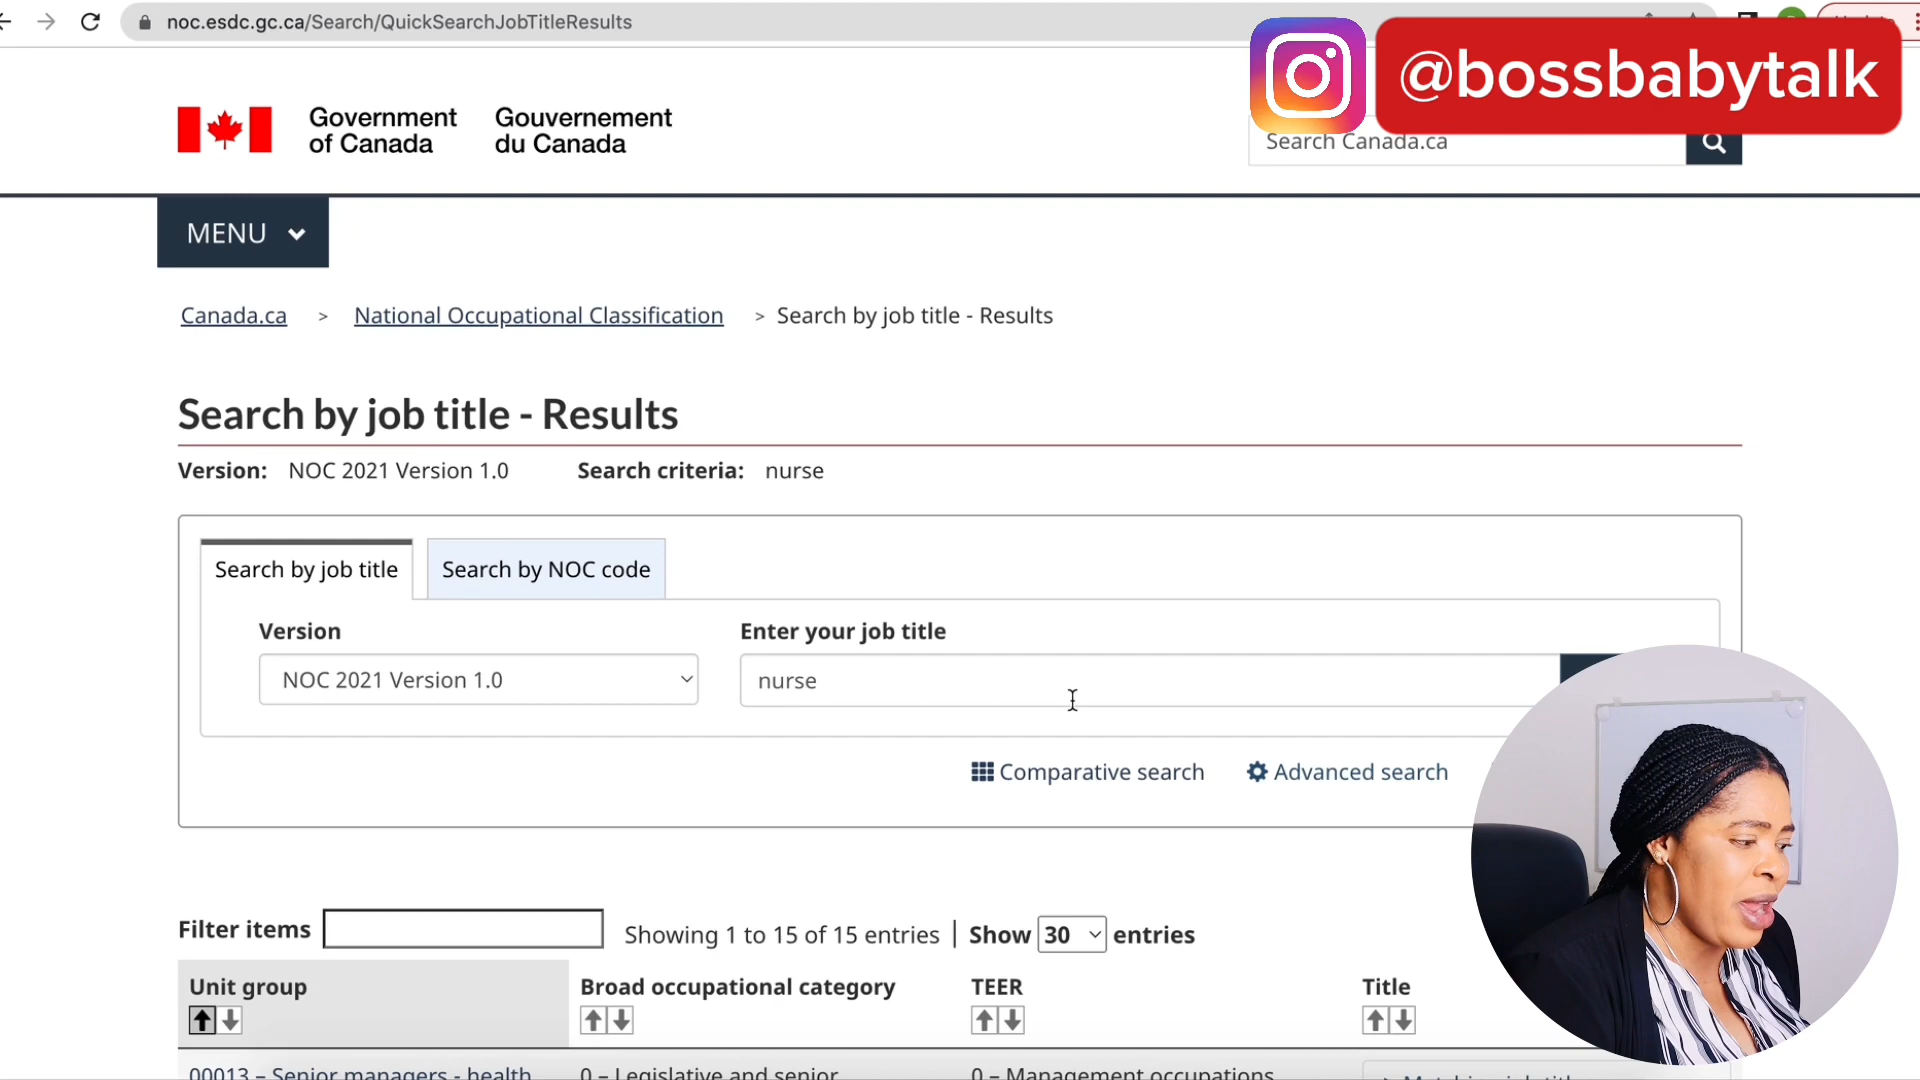 noc.esdc.gc.ca/Search/QuickSearchJobTitleResults
@bossbabytalk
Government of Canada
Gouvernement du Canada
Search Canada.ca
MENU
Canada.ca > National Occupational Classification > Search by job title - Results
Search by job title - Results
Version: NOC 2021 Version 1.0 Search criteria: nurse
Search by job title Search by NOC code
Version Enter your job title
NOC 2021 Version 1.0 nurse
Comparative search Advanced search
Filter items Showing 1 to 15 of 15 entries | Show 30 entries
Unit group Broad occupational category TEER Title
00013 – Senior managers - health 0 – Legislative and senior 0 – Management occupations